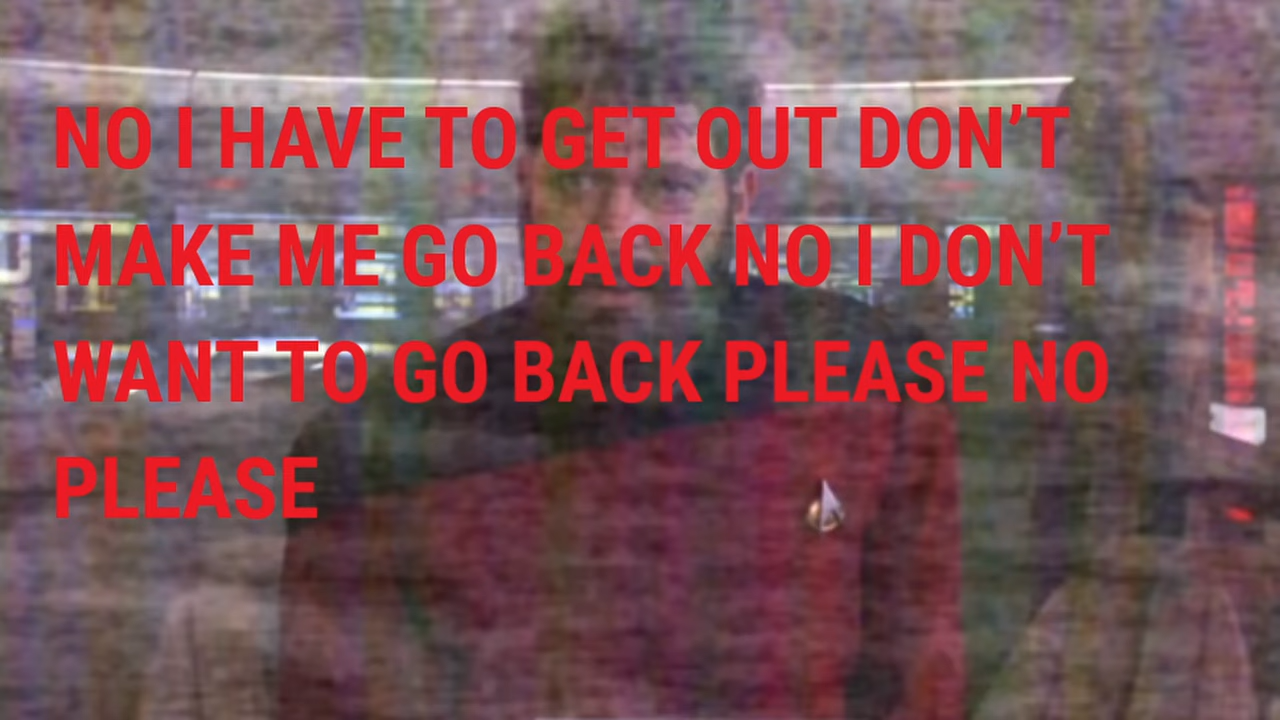 NO I HAVE TO GET OUT DON’T
MAKE ME GO BACK NO I DON’T
WANT TO GO BACK PLEASE NO
PLEASE